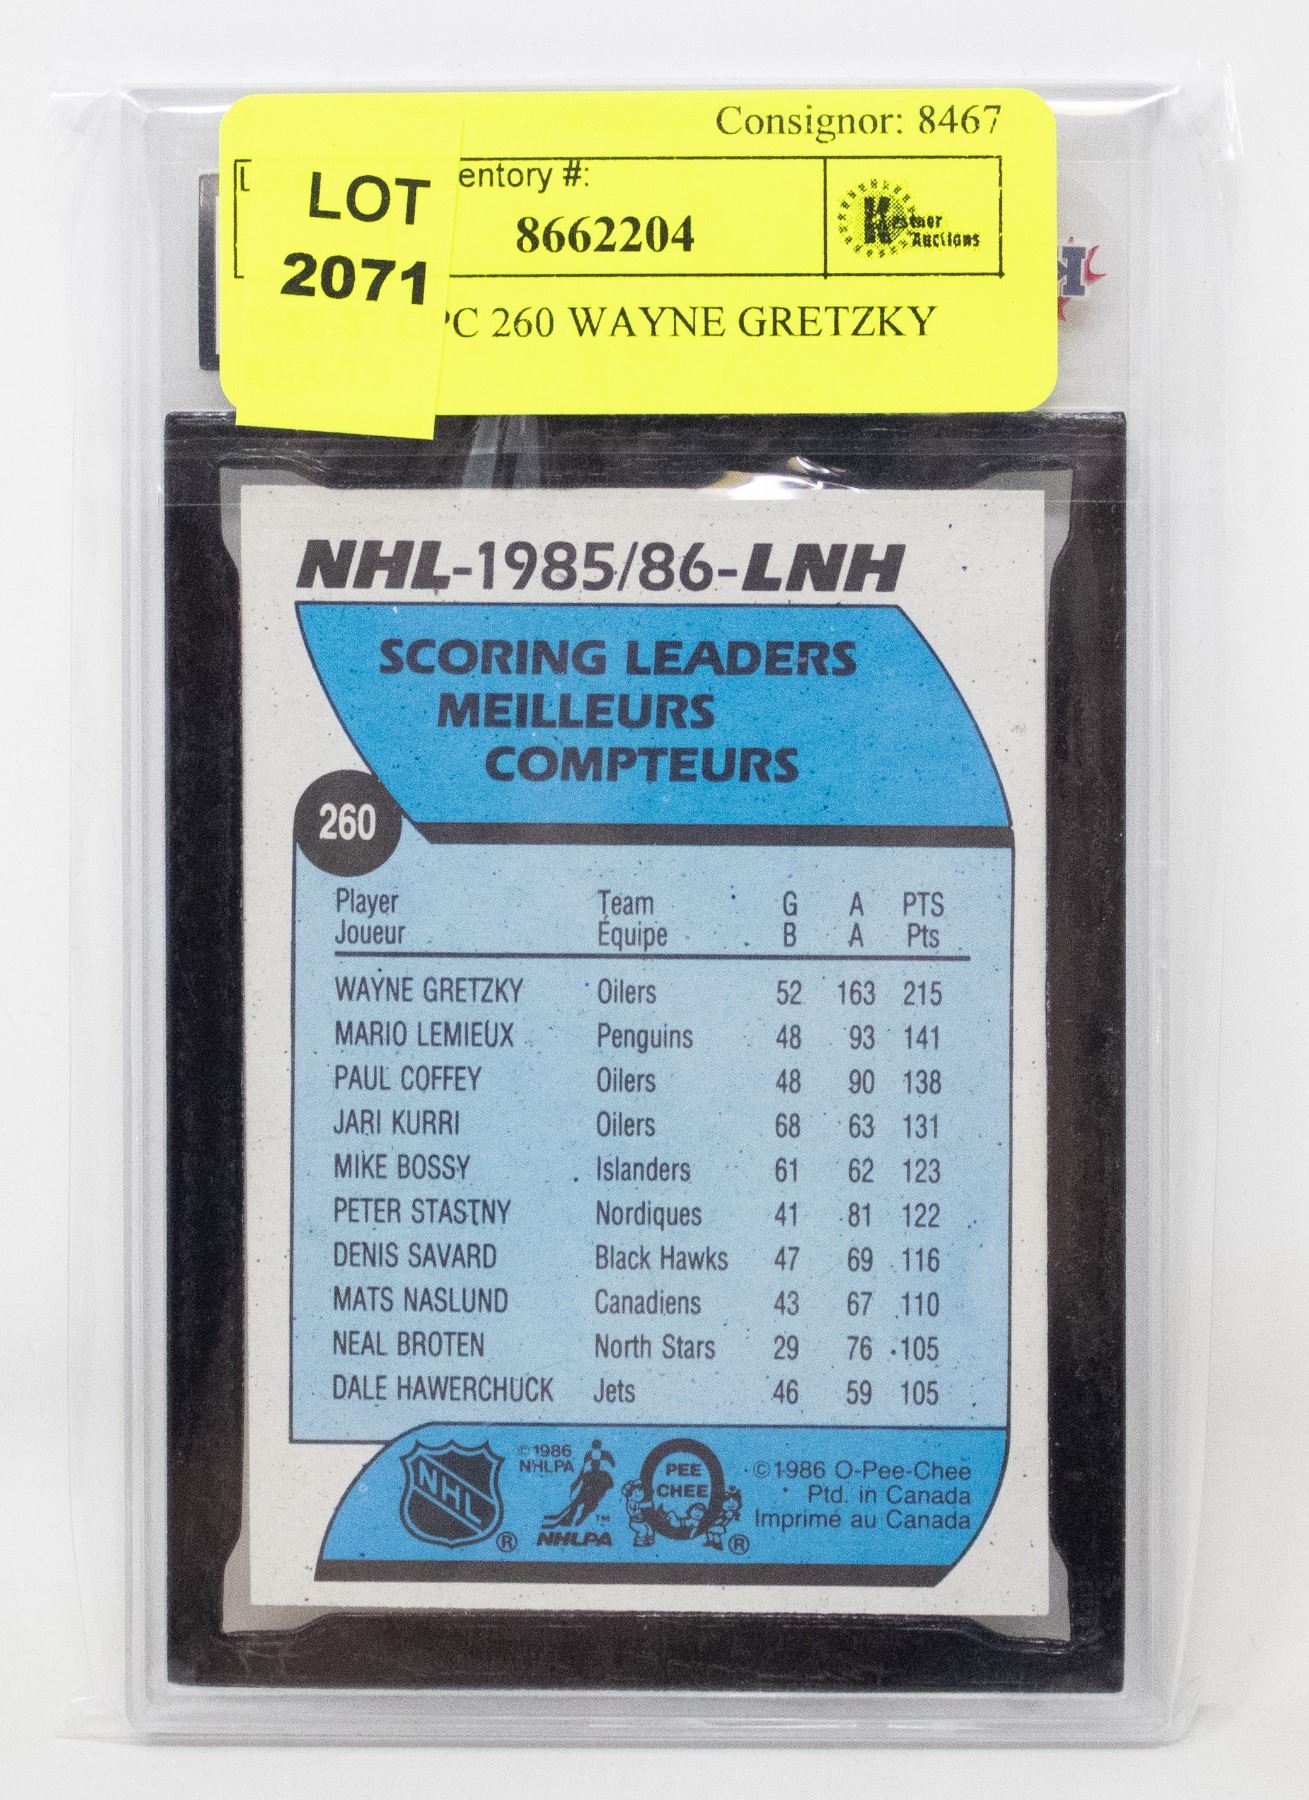 Consignor: 8467
entory #:
LOT
8662204
Kastner
Auctions
2071
PC 260 WAYNE GRETZKY
NHL-1985/86-LNH
SCORING LEADERS
MEILLEURS
COMPTEURS
260
Player Team G A PTS
Joueur Équipe B A Pts
WAYNE GRETZKY Oilers 52 163 215
MARIO LEMIEUX Penguins 48 93 141
PAUL COFFEY Oilers 48 90 138
JARI KURRI Oilers 68 63 131
MIKE BOSSY Islanders 61 62 123
PETER STASTNY Nordiques 41 81 122
DENIS SAVARD Black Hawks 47 69 116
MATS NASLUND Canadiens 43 67 110
NEAL BROTEN North Stars 29 76 105
DALE HAWERCHUCK Jets 46 59 105
NHL ®
©1986
NHLPA
™
NHLPA
PEE
CHEE
®
©1986 O-Pee-Chee
Ptd. in Canada
Imprimé au Canada